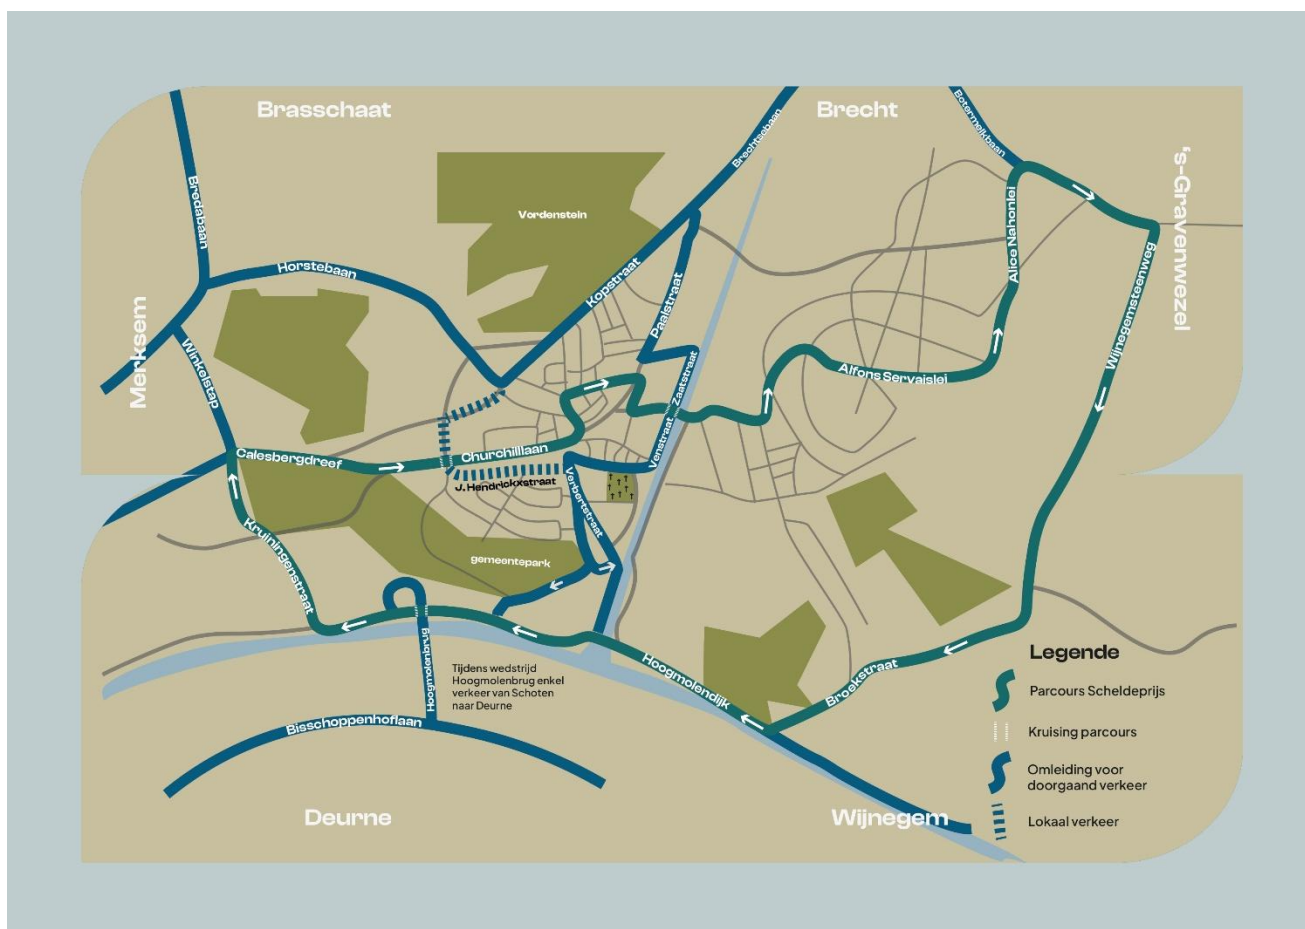 Brasschaat
Brecht
's-Gravenwezel
Merksem
Deurne
Wijnegem
Bredabaan
Horstebaan
Winkelstap
Vordenstein
Kopstraat
Brechtsebaan
Botermelkbaan
Paalstraat
Zaatstraat
Venstraat
Alice Nahonlei
Alfons Servaislei
Wijnegemsteenweg
Calesbergdreef
Churchilllaan
J. Hendrickxstraat
Verbertstraat
gemeentepark
Kruiningenstraat
Hoogmolenbrug
Tijdens wedstrijd
Hoogmolenbrug enkel
verkeer van Schoten
naar Deurne
Bisschoppenhoflaan
Hoogmolendijk
Broekstraat
Legende
Parcours Scheldeprijs
Kruising parcours
Omleiding voor
doorgaand verkeer
Lokaal verkeer